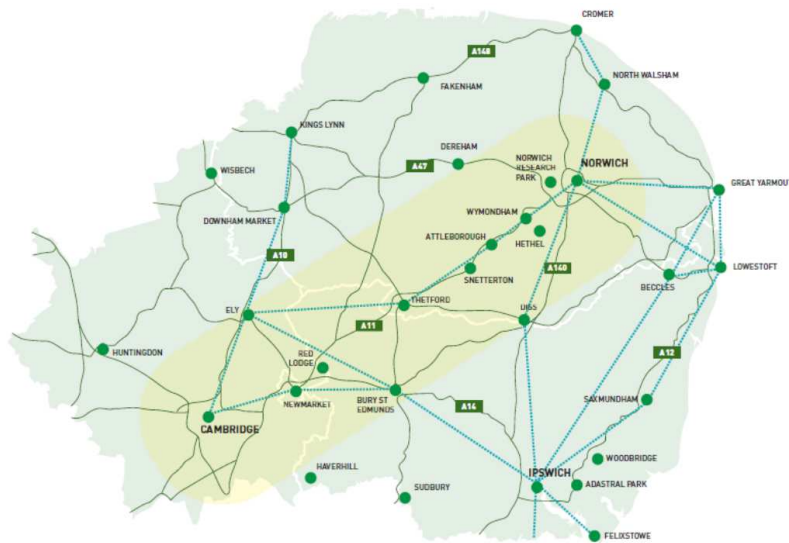 CROMER
A148
NORTH WALSHAM
FAKENHAM
KINGS LYNN
DEREHAM
A47
NORWICH
RESEARCH
PARK
NORWICH
WISBECH
GREAT YARMOU
DOWNHAM MARKET
WYMONDHAM
ATTLEBOROUGH
HETHEL
A10
SNETTERTON
A140
LOWESTOFT
BECCLES
THETFORD
ELY
DISS
A11
HUNTINGDON
RED
LODGE
A12
NEWMARKET
BURY ST
EDMUNDS
A14
SAXMUNDHAM
CAMBRIDGE
WOODBRIDGE
HAVERHILL
IPSWICH
ADASTRAL PARK
SUDBURY
FELIXSTOWE